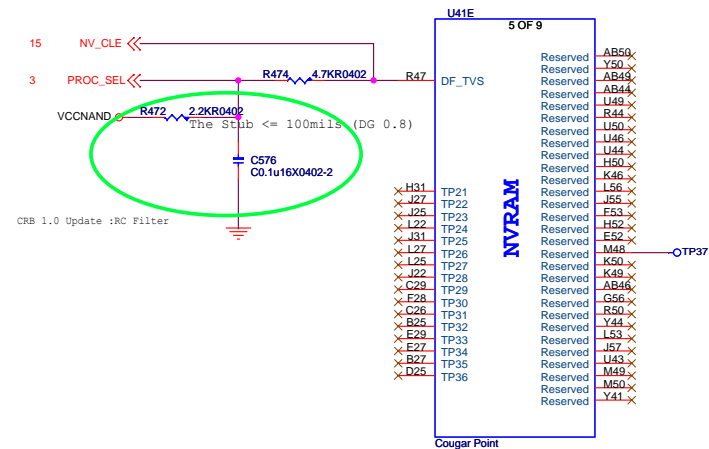 U41E
5 OF 9
15 NV_CLE
3 PROC_SEL
R474 4.7KR0402
R47 DF_TVS
VCCNAND
R472 2.2KR0402
The Stub <= 100mils (DG 0.8)
C576
C0.1u16X0402-2
CRB 1.0 Update :RC Filter
H31 TP21
J27 TP22
J25 TP23
L22 TP24
J31 TP25
L27 TP26
L25 TP27
J22 TP28
C29 TP29
F28 TP30
C26 TP31
B25 TP32
E29 TP33
E27 TP34
B27 TP35
D25 TP36
NVRAM
Reserved AB50
Reserved Y50
Reserved AB49
Reserved AB44
Reserved U49
Reserved R44
Reserved U50
Reserved U46
Reserved U44
Reserved H50
Reserved K46
Reserved L56
Reserved J55
Reserved F53
Reserved H52
Reserved E52
Reserved M48 TP37
Reserved K50
Reserved K49
Reserved AB46
Reserved G56
Reserved R50
Reserved Y44
Reserved L53
Reserved J57
Reserved U43
Reserved M49
Reserved M50
Reserved Y41
Cougar Point